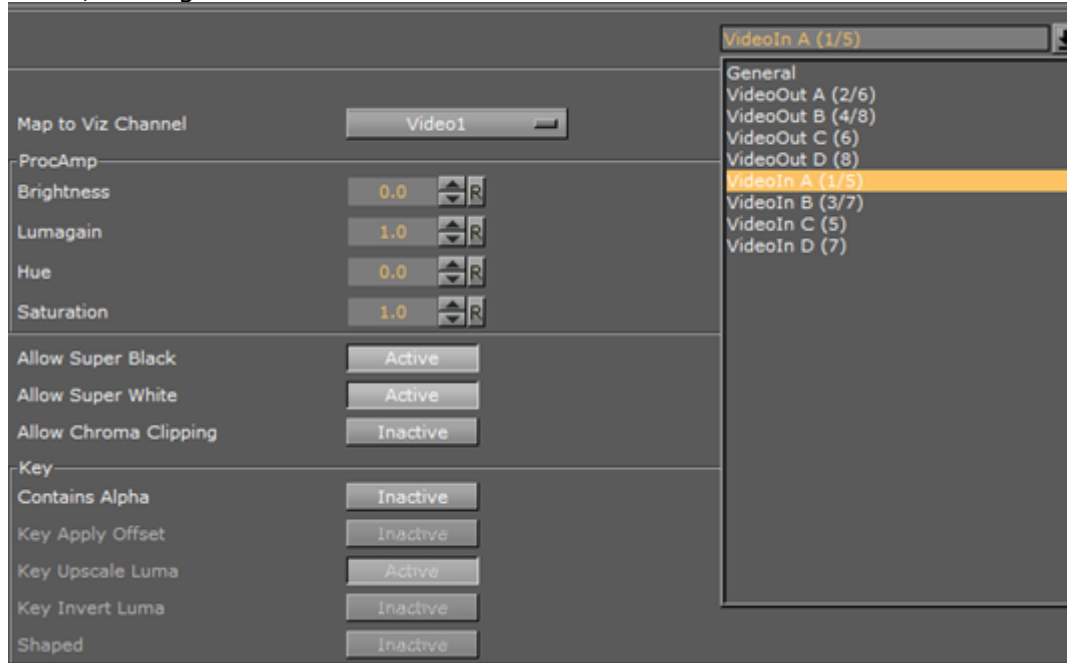 VideoIn A (1/5)
General
VideoOut A (2/6)
VideoOut B (4/8)
VideoOut C (6)
VideoOut D (8)
VideoIn A (1/5)
VideoIn B (3/7)
VideoIn C (5)
VideoIn D (7)
Map to Viz Channel Video1
ProcAmp
Brightness 0.0 R
Lumagain 1.0 R
Hue 0.0 R
Saturation 1.0 R
Allow Super Black Active
Allow Super White Active
Allow Chroma Clipping Inactive
Key
Contains Alpha Inactive
Key Apply Offset Inactive
Key Upscale Luma Active
Key Invert Luma Inactive
Shaped Inactive